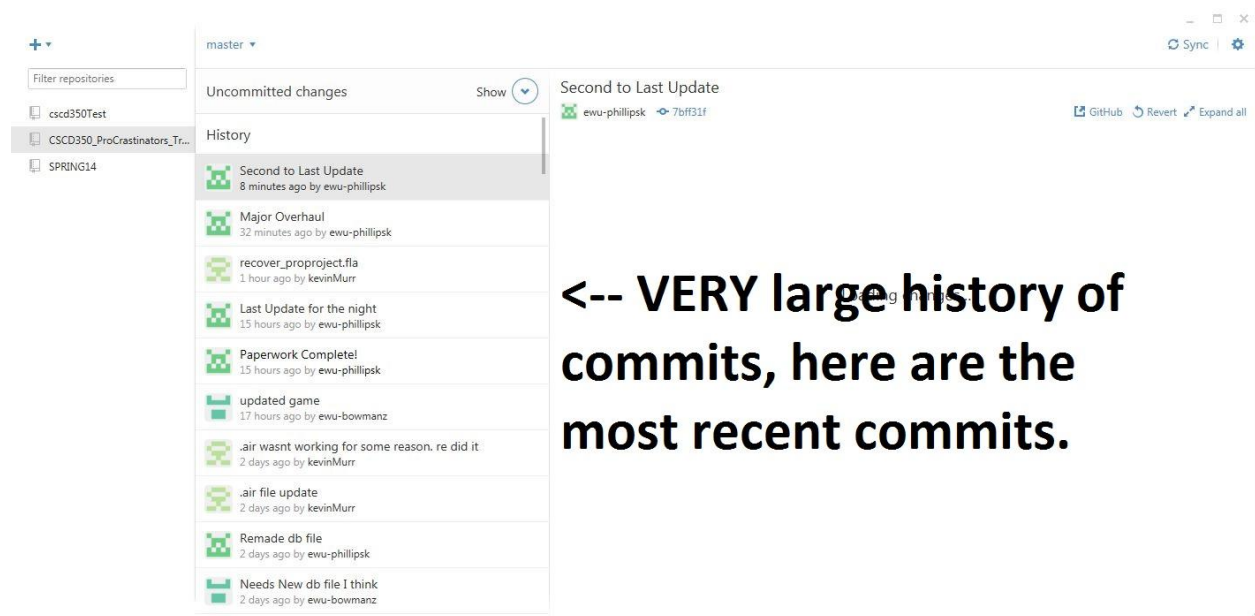 master
Sync
Filter repositories
cscd350Test
CSCD350_ProCrastinators_Tr...
SPRING14
Uncommitted changes
Show
History
Second to Last Update
8 minutes ago by ewu-phillipsk
Major Overhaul
32 minutes ago by ewu-phillipsk
recover_proproject.fla
1 hour ago by kevinMurr
Last Update for the night
15 hours ago by ewu-phillipsk
Paperwork Complete!
15 hours ago by ewu-phillipsk
updated game
17 hours ago by ewu-bowmanz
.air wasnt working for some reason. re did it
2 days ago by kevinMurr
.air file update
2 days ago by kevinMurr
Remade db file
2 days ago by ewu-phillipsk
Needs New db file I think
2 days ago by ewu-bowmanz
Second to Last Update
ewu-phillipsk 7bff31f
GitHub Revert Expand all
Loading changes...
<-- VERY large history of
commits, here are the
most recent commits.